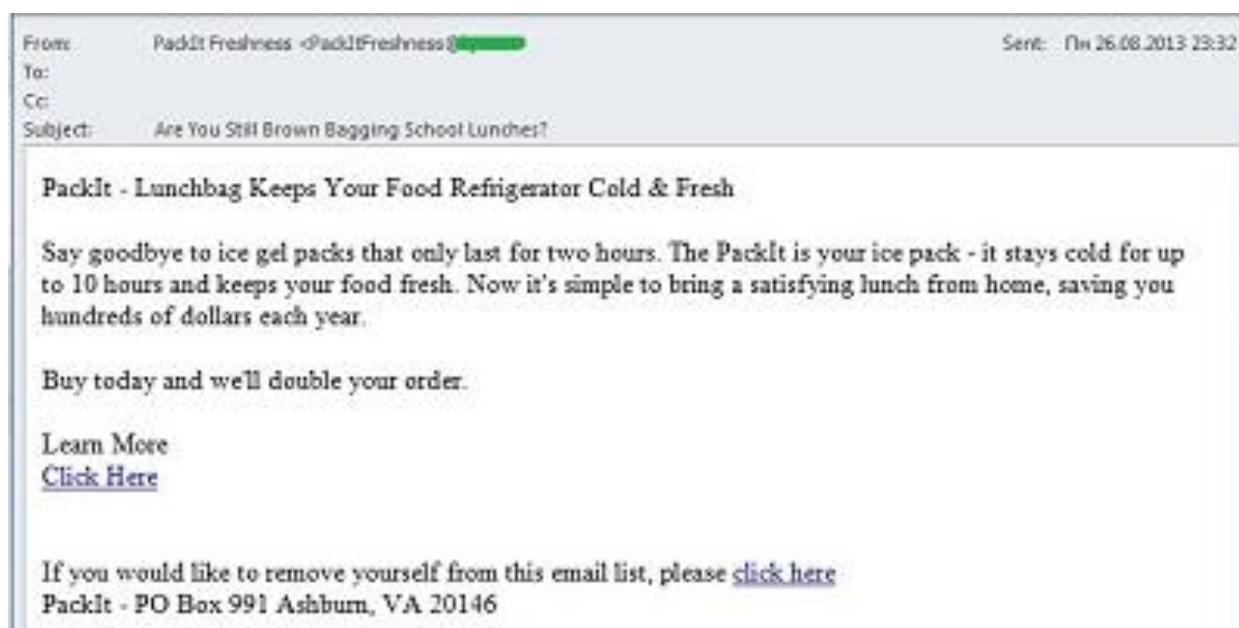 From: PackIt Freshness <PackItFreshness@ Sent: Пн 26.08.2013 23:32
To:
Cc:
Subject: Are You Still Brown Bagging School Lunches?
PackIt - Lunchbag Keeps Your Food Refrigerator Cold & Fresh
Say goodbye to ice gel packs that only last for two hours. The PackIt is your ice pack - it stays cold for up
to 10 hours and keeps your food fresh. Now it's simple to bring a satisfying lunch from home, saving you
hundreds of dollars each year.
Buy today and we'll double your order.
Learn More
Click Here
If you would like to remove yourself from this email list, please click here
PackIt - PO Box 991 Ashburn, VA 20146